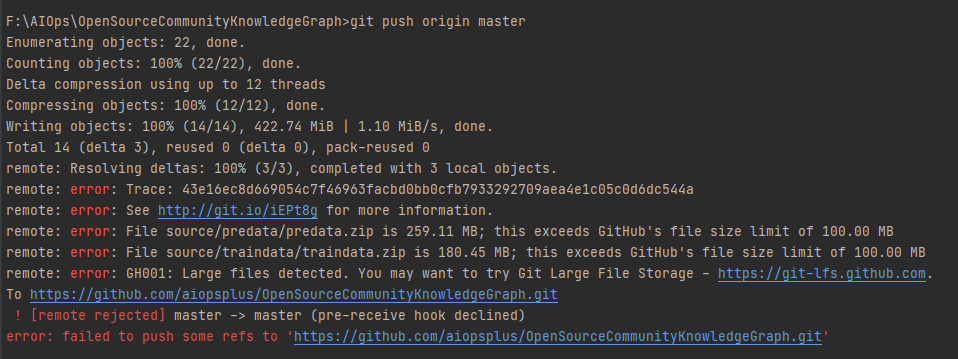 F:\AIOps\OpenSourceCommunityKnowledgeGraph>git push origin master
Enumerating objects: 22, done.
Counting objects: 100% (22/22), done.
Delta compression using up to 12 threads
Compressing objects: 100% (12/12), done.
Writing objects: 100% (14/14), 422.74 MiB | 1.10 MiB/s, done.
Total 14 (delta 3), reused 0 (delta 0), pack-reused 0
remote: Resolving deltas: 100% (3/3), completed with 3 local objects.
remote: error: Trace: 43e16ec8d669054c7f46963facbd0bb0cfb7933292709aea4e1c05c0d6dc544a
remote: error: See http://git.io/iEPt8g for more information.
remote: error: File source/predata/predata.zip is 259.11 MB; this exceeds GitHub's file size limit of 100.00 MB
remote: error: File source/traindata/traindata.zip is 180.45 MB; this exceeds GitHub's file size limit of 100.00 MB
remote: error: GH001: Large files detected. You may want to try Git Large File Storage - https://git-lfs.github.com.
To https://github.com/aiopsplus/OpenSourceCommunityKnowledgeGraph.git
! [remote rejected] master -> master (pre-receive hook declined)
error: failed to push some refs to 'https://github.com/aiopsplus/OpenSourceCommunityKnowledgeGraph.git'